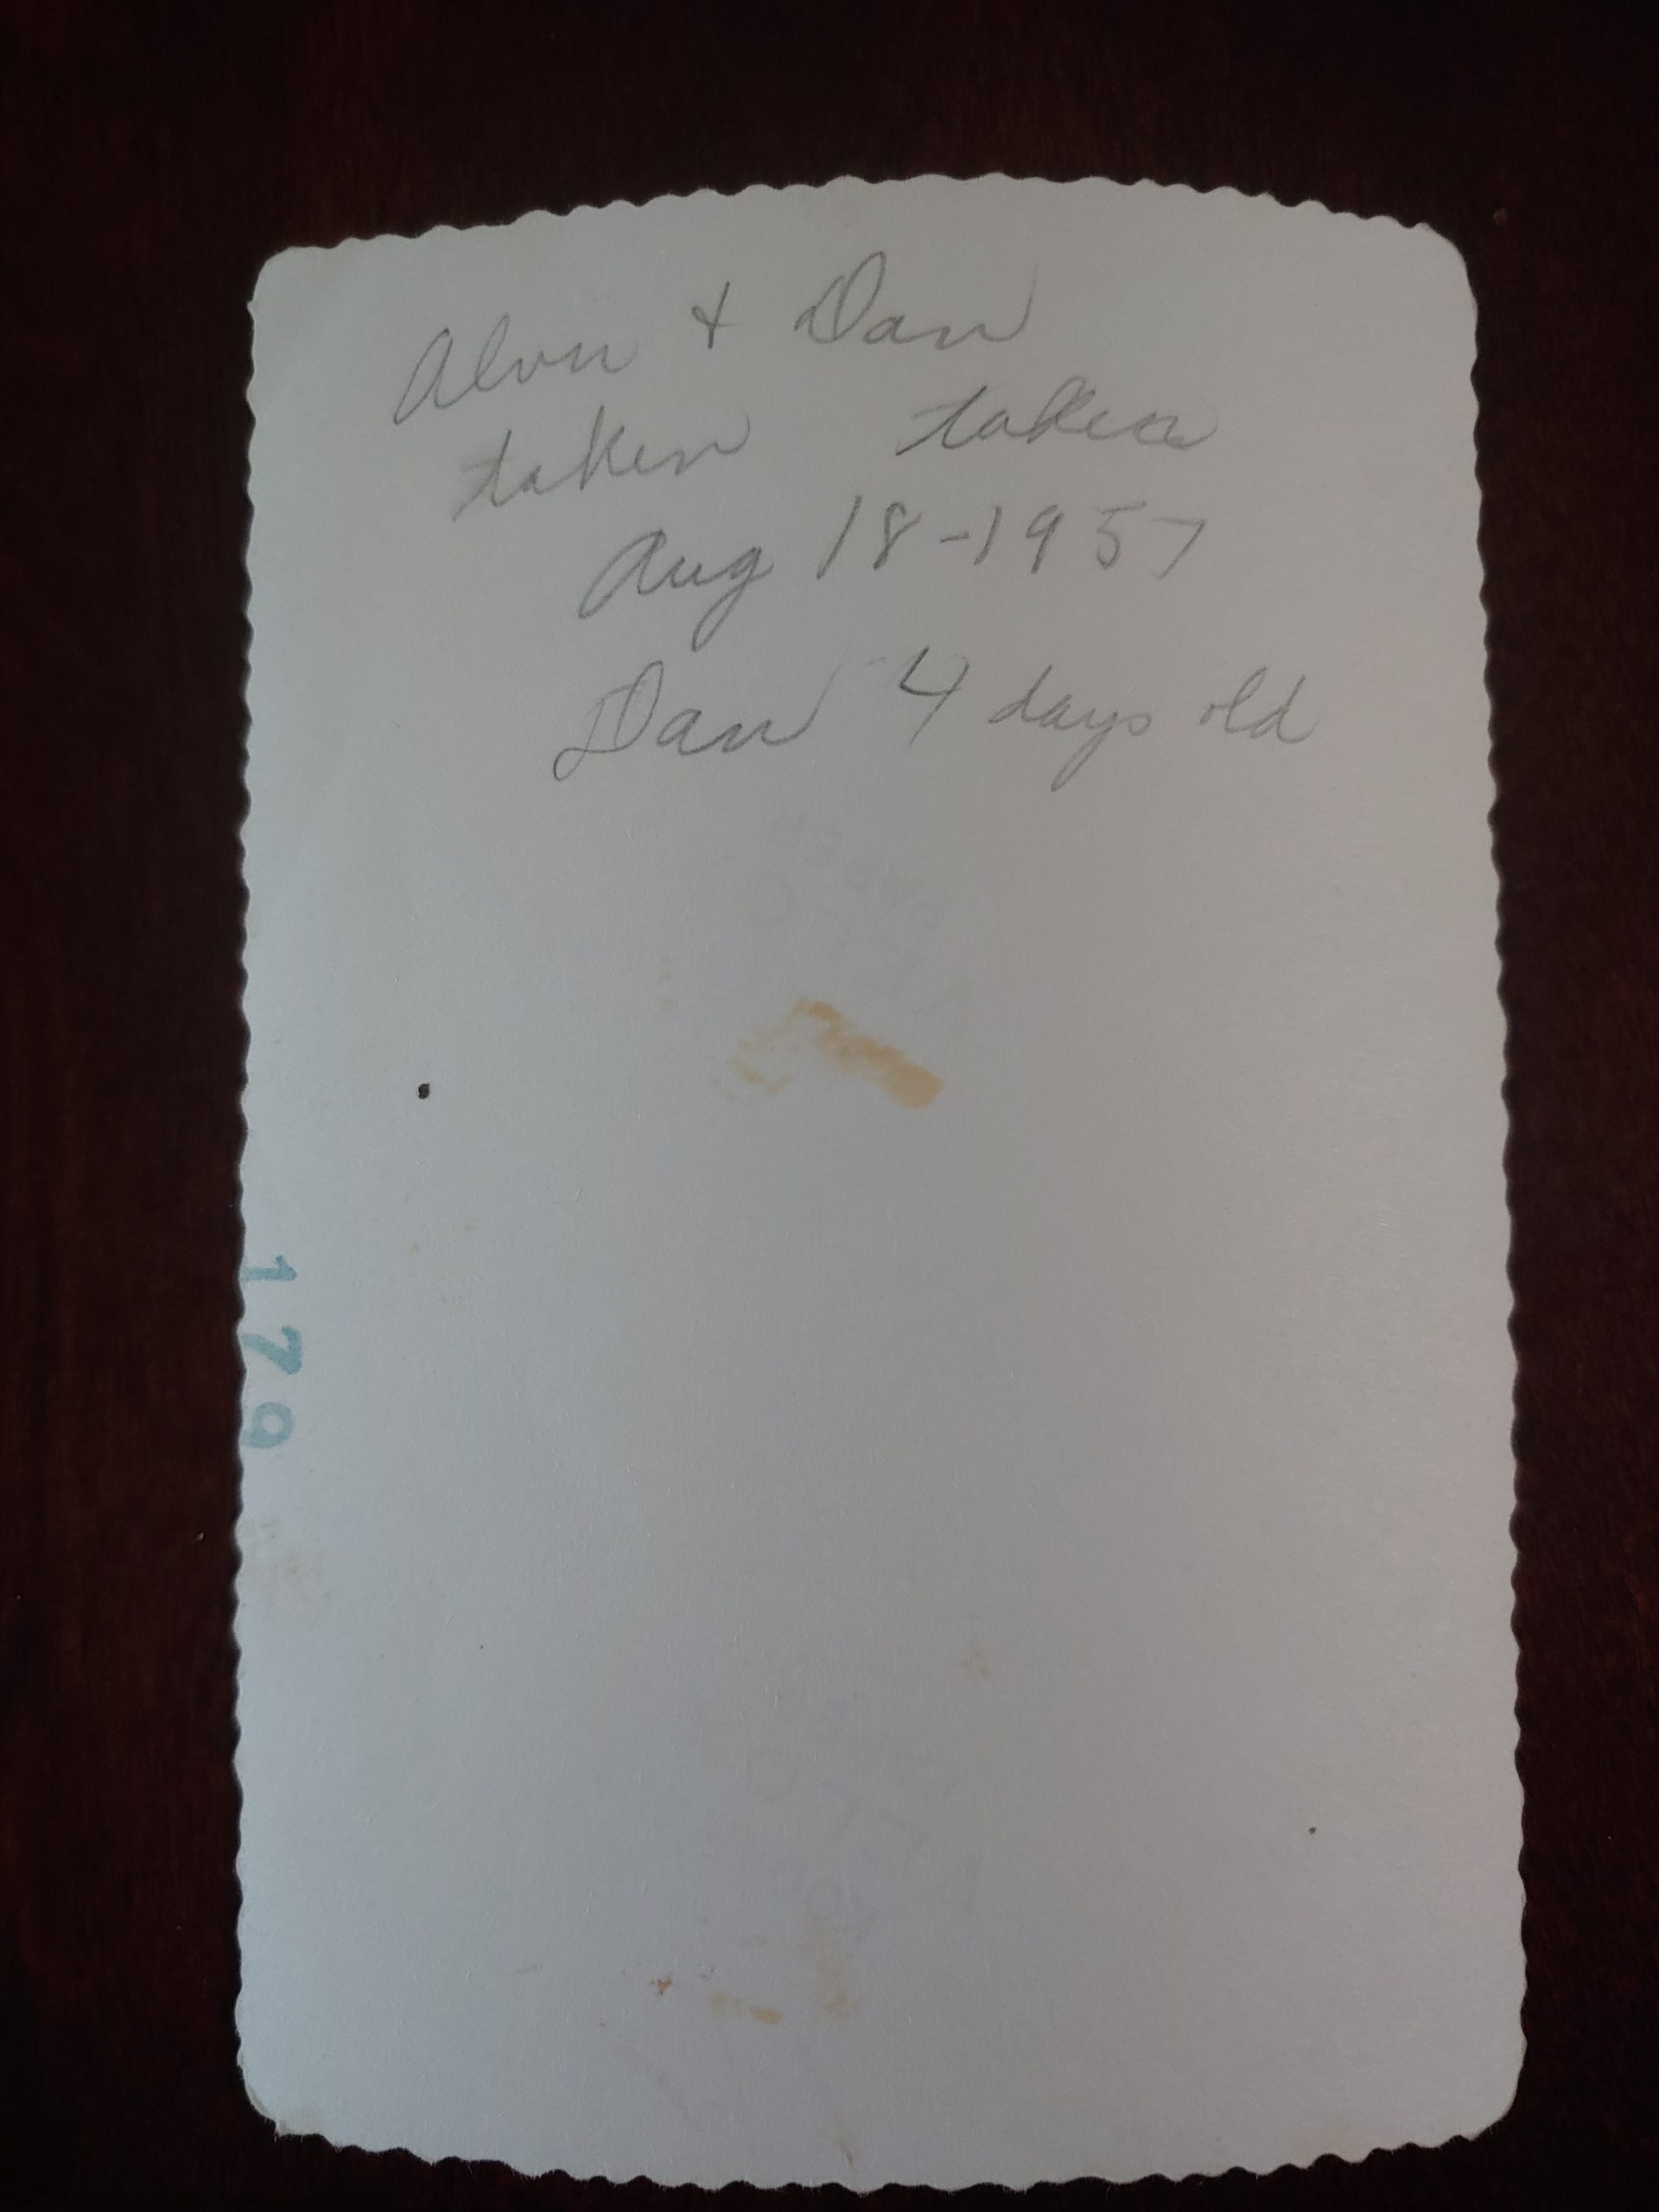 Alvin + Dan
taken taken
Aug 18-1957
Dan 4 days old
179